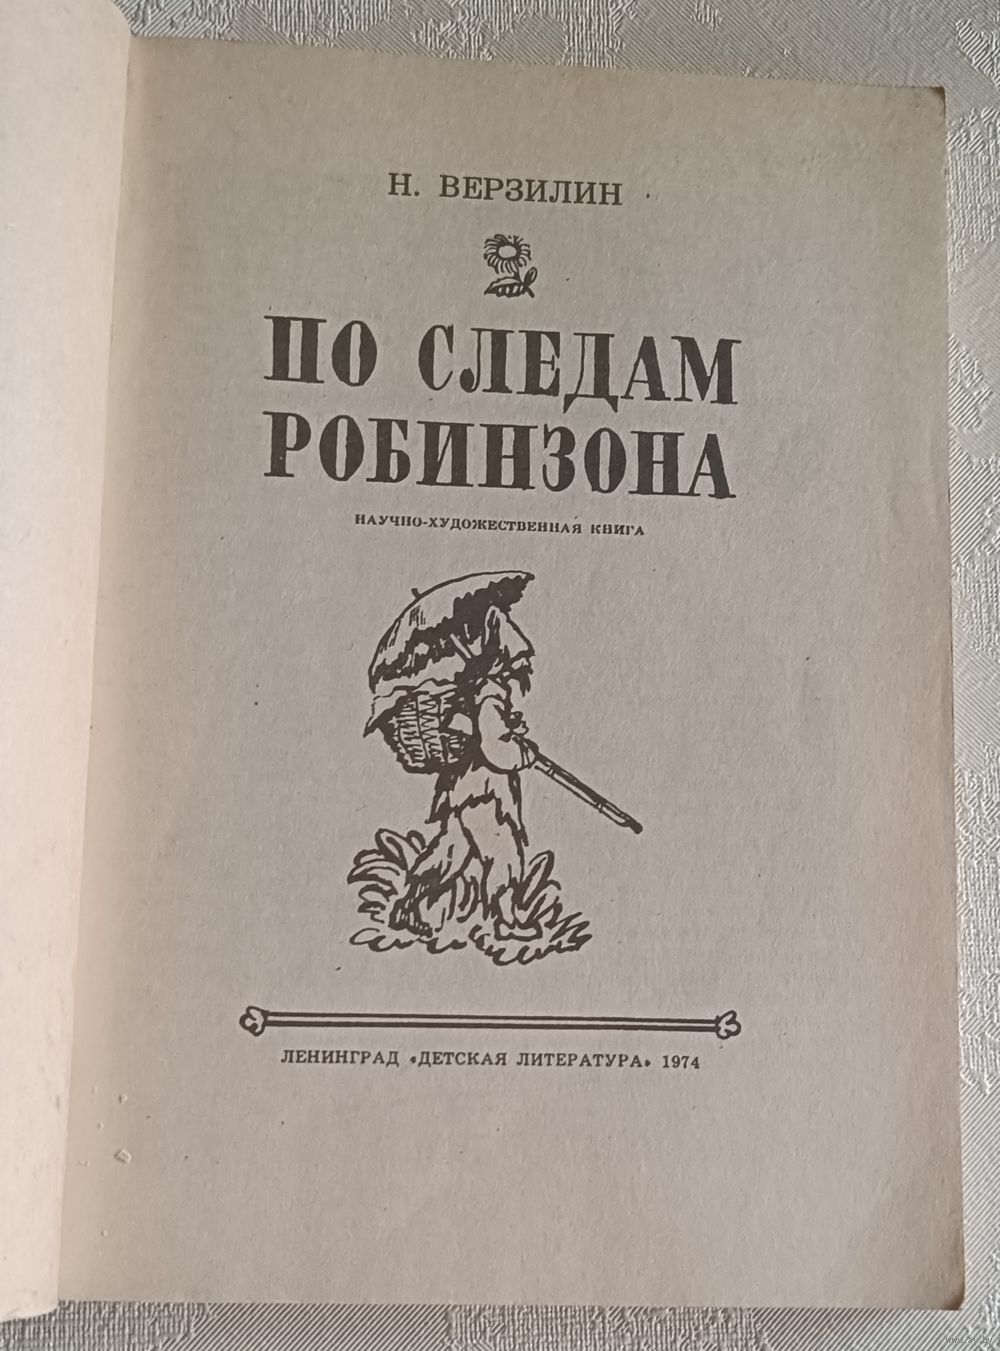 Н. ВЕРЗИЛИН
ПО СЛЕДАМ
РОБИНЗОНА
НАУЧНО-ХУДОЖЕСТВЕННАЯ КНИГА
ЛЕНИНГРАД «ДЕТСКАЯ ЛИТЕРАТУРА» 1974